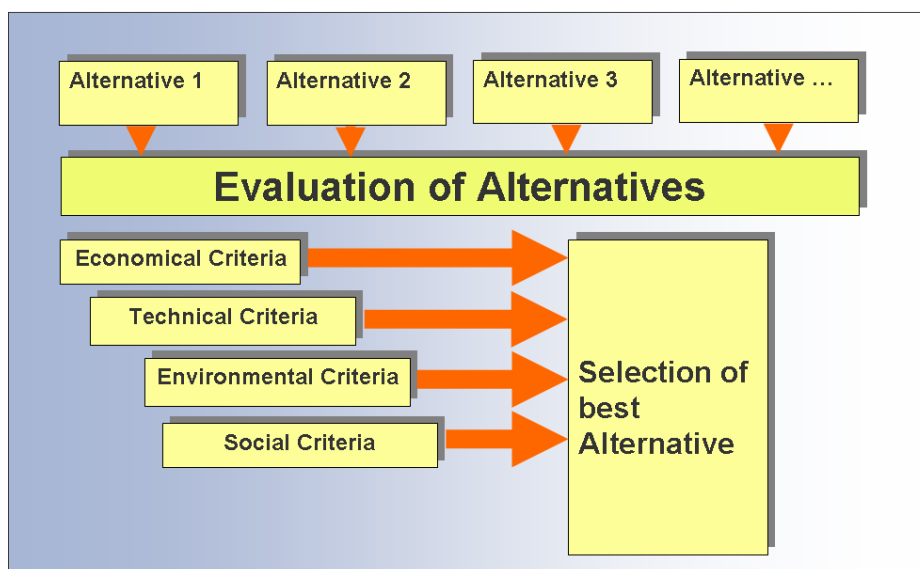 Alternative 1
Alternative 2
Alternative 3
Alternative ...
Evaluation of Alternatives
Economical Criteria
Technical Criteria
Environmental Criteria
Social Criteria
Selection of
best
Alternative